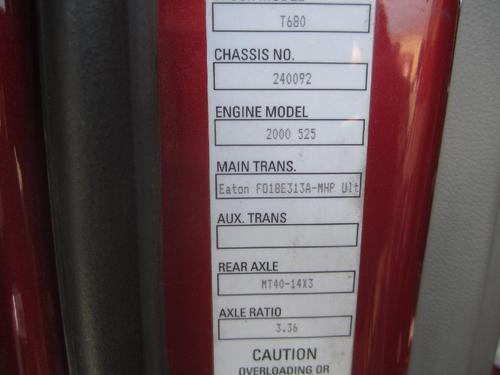 T680
CHASSIS NO.
240092
ENGINE MODEL
2000 525
MAIN TRANS.
Eaton FO18E313A-MHP Ult
AUX. TRANS
REAR AXLE
MT40-14X3
AXLE RATIO
3.36
CAUTION
OVERLOADING OR